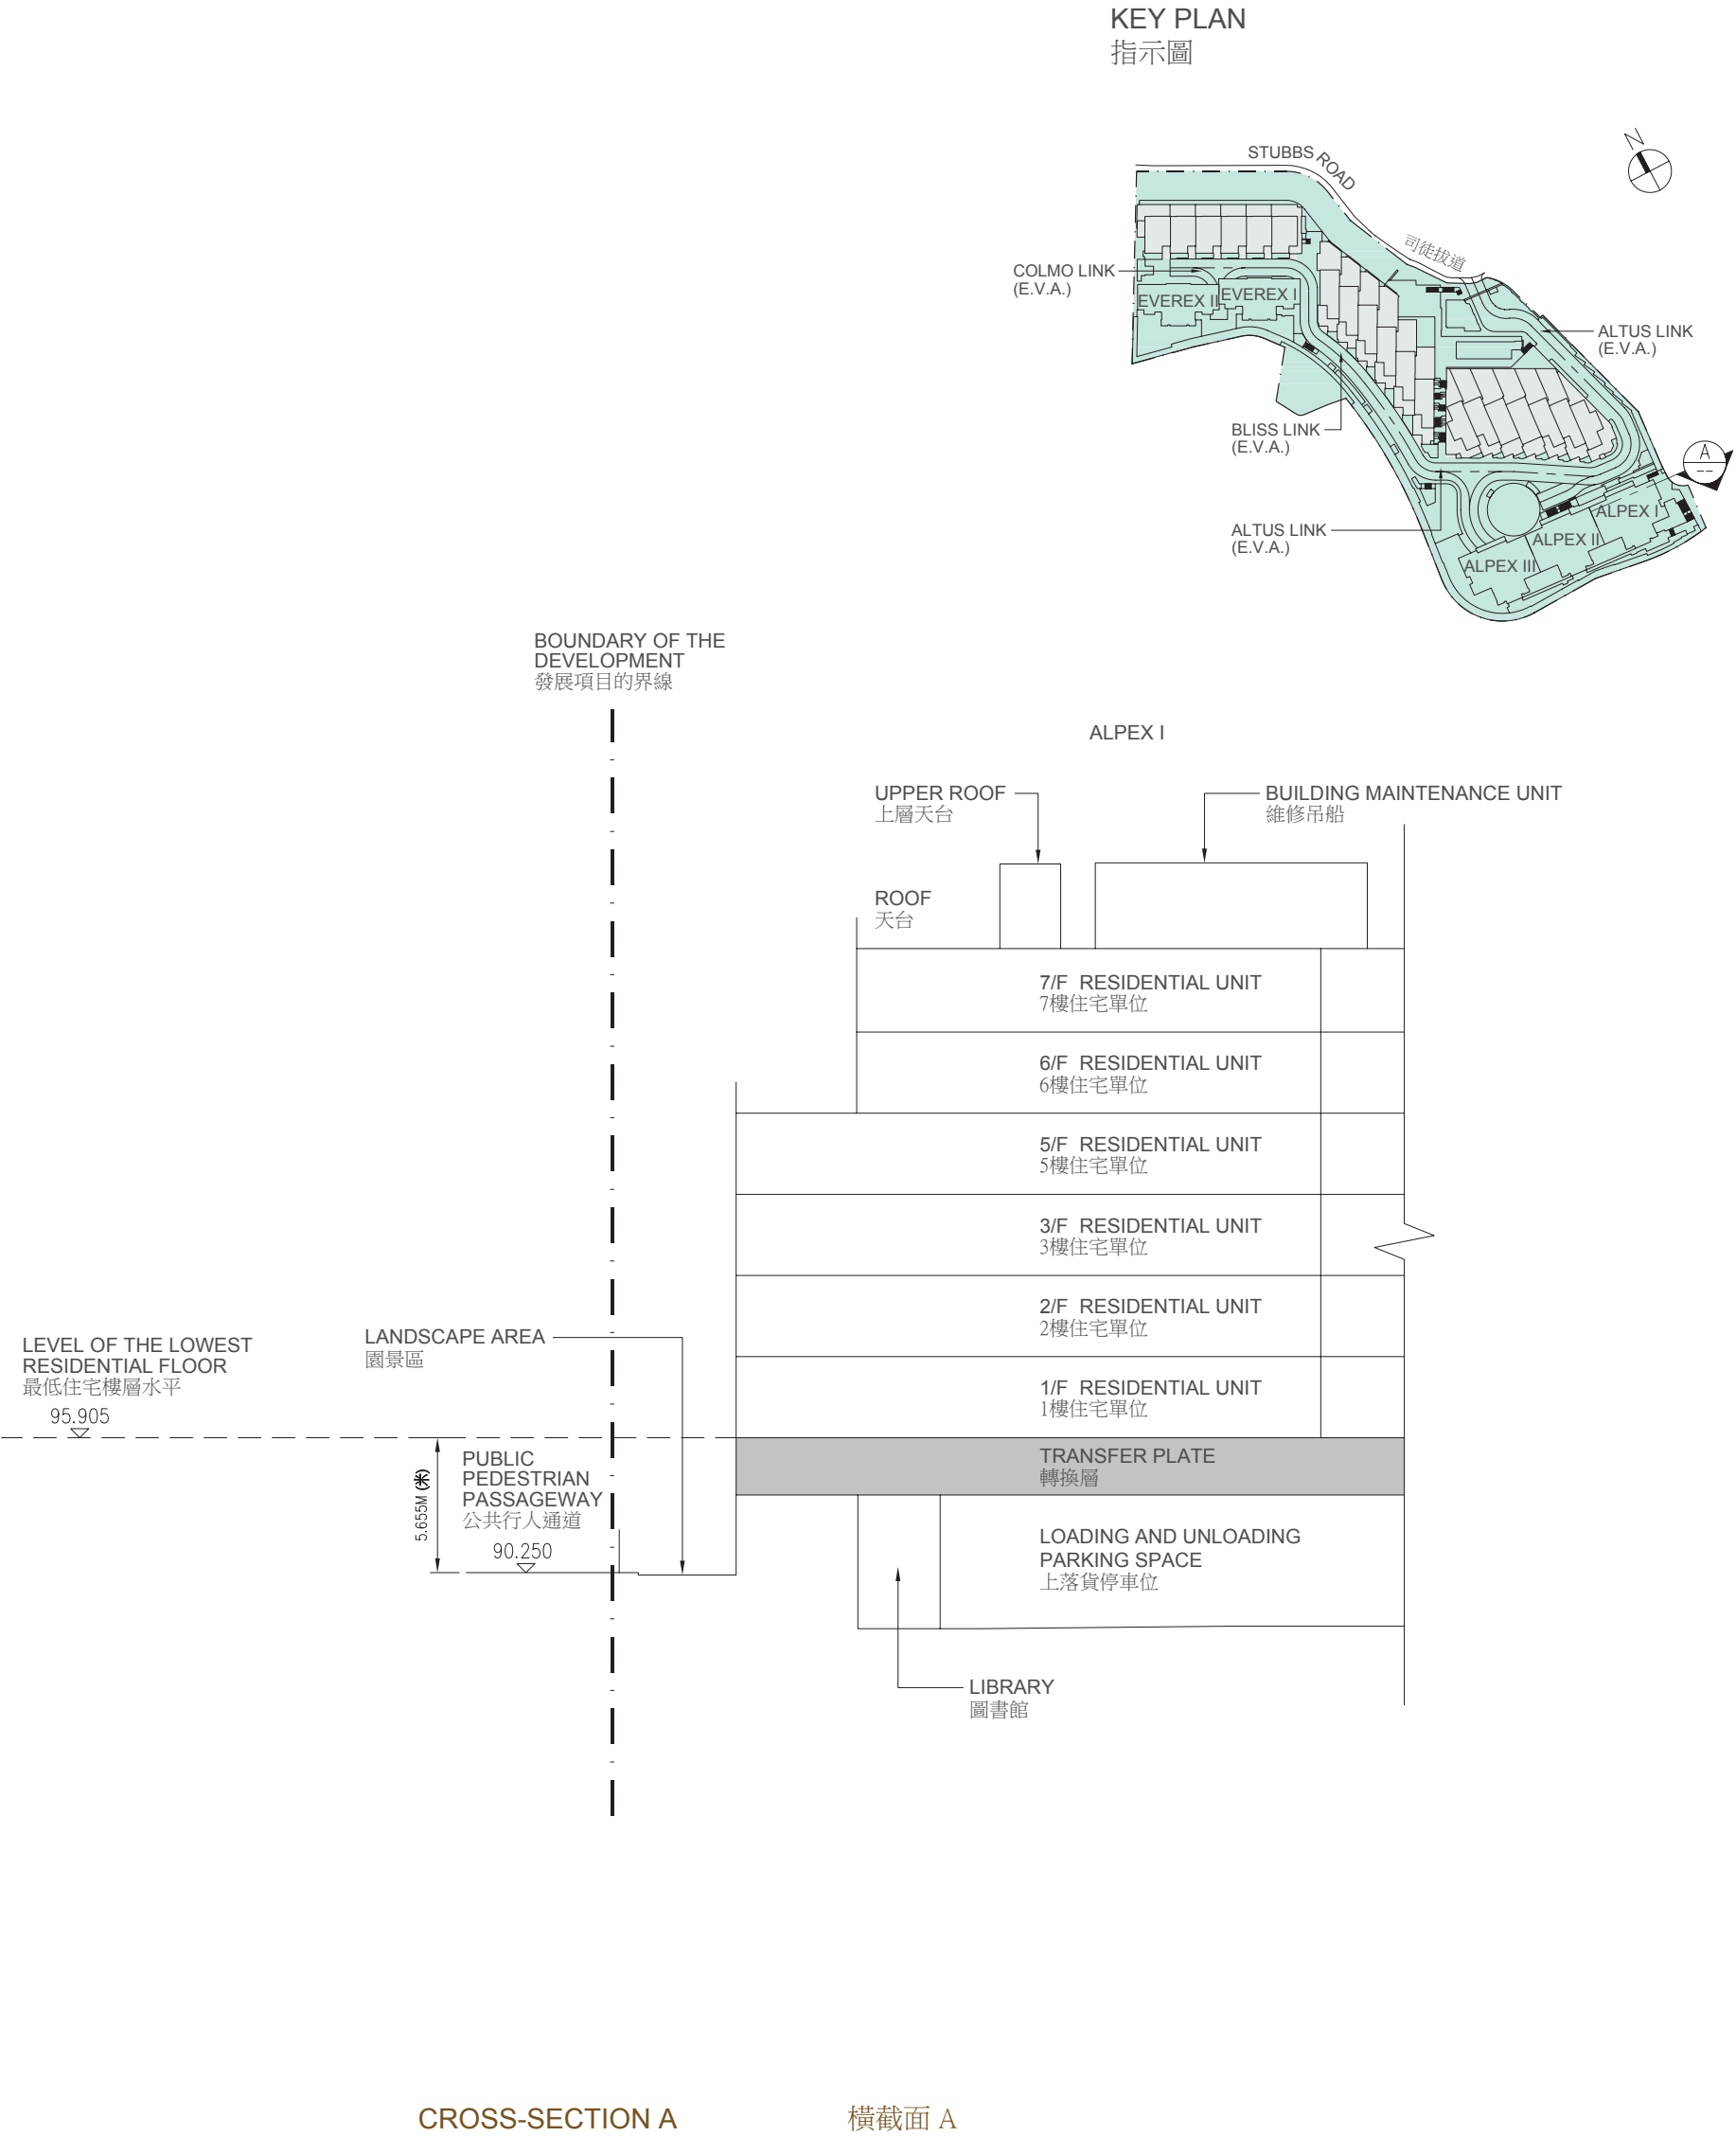 KEY PLAN
指示圖
N
STUBBS ROAD
司徒拔道
COLMO LINK
(E.V.A.)
EVEREX II
EVEREX I
ALTUS LINK
(E.V.A.)
BLISS LINK
(E.V.A.)
A
--
ALTUS LINK
(E.V.A.)
ALPEX I
ALPEX II
ALPEX III
BOUNDARY OF THE
DEVELOPMENT
發展項目的界線
ALPEX I
UPPER ROOF
上層天台
BUILDING MAINTENANCE UNIT
維修吊船
ROOF
天台
7/F RESIDENTIAL UNIT
7樓住宅單位
6/F RESIDENTIAL UNIT
6樓住宅單位
5/F RESIDENTIAL UNIT
5樓住宅單位
3/F RESIDENTIAL UNIT
3樓住宅單位
2/F RESIDENTIAL UNIT
2樓住宅單位
LANDSCAPE AREA
園景區
LEVEL OF THE LOWEST
RESIDENTIAL FLOOR
最低住宅樓層水平
95.905
1/F RESIDENTIAL UNIT
1樓住宅單位
TRANSFER PLATE
轉換層
5.655M (米)
PUBLIC
PEDESTRIAN
PASSAGEWAY
公共行人通道
90.250
LOADING AND UNLOADING
PARKING SPACE
上落貨停車位
LIBRARY
圖書館
CROSS-SECTION A
橫截面 A